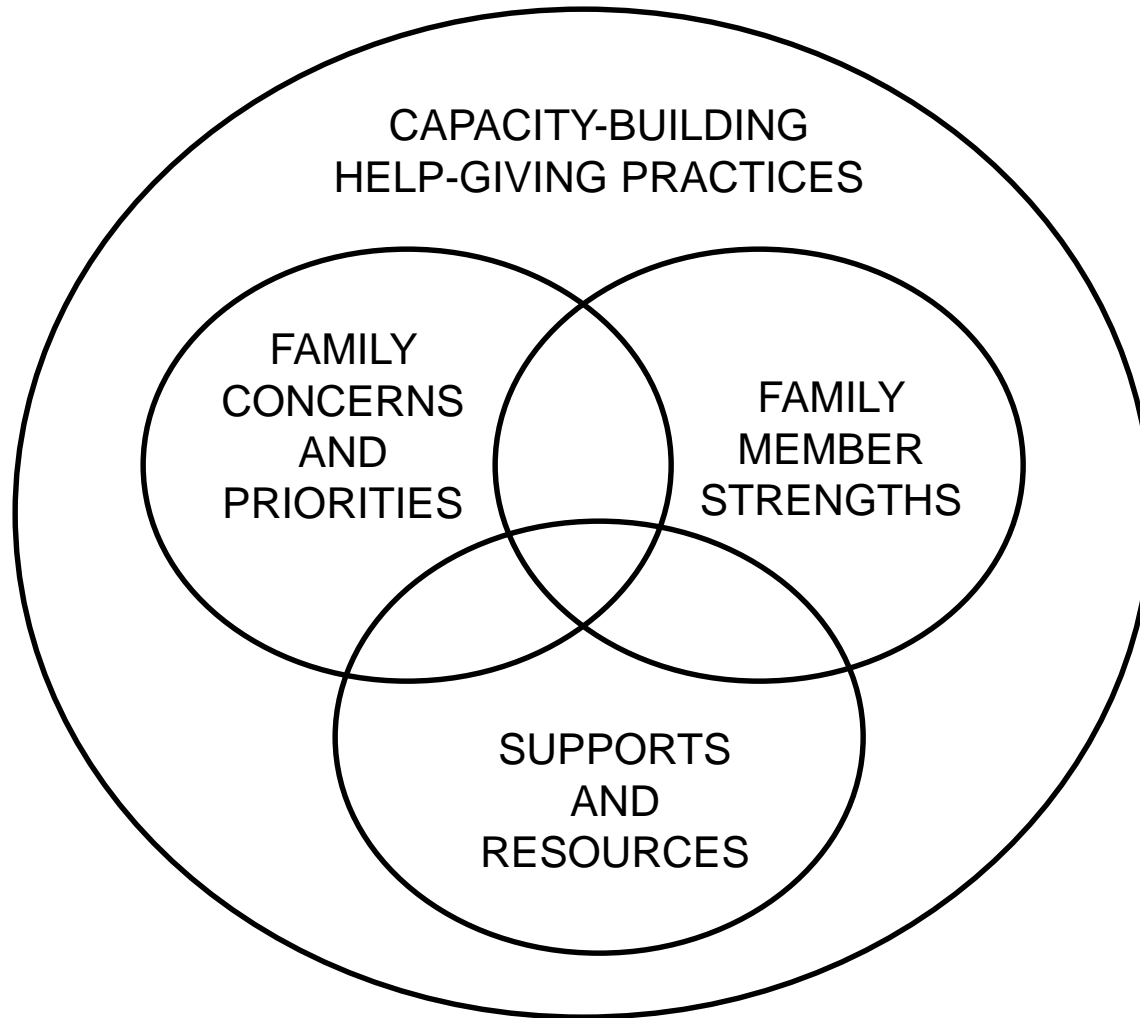 CAPACITY-BUILDING
HELP-GIVING PRACTICES
FAMILY
CONCERNS
AND
PRIORITIES
FAMILY
MEMBER
STRENGTHS
SUPPORTS
AND
RESOURCES